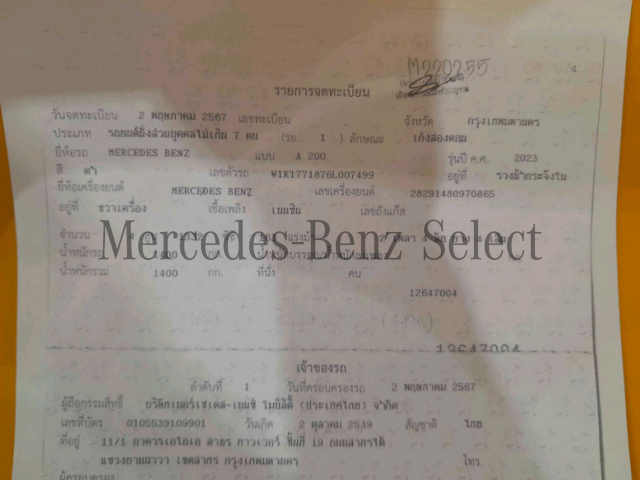 M220255
รายการจดทะเบียน
วันจดทะเบียน 2 พฤษภาคม 2567 เลขทะเบียน จังหวัด กรุงเทพมหานคร
ประเภท รถยนต์นั่งส่วนบุคคลไม่เกิน 7 คน (รย. 1 ) ลักษณะ เก๋งสองตอน
ยี่ห้อรถ MERCEDES BENZ แบบ A 200 รุ่นปี ค.ศ. 2023
สี ดำ เลขตัวรถ W1K1771876L007499 อยู่ที่
ยี่ห้อเครื่องยนต์ MERCEDES BENZ เลขเครื่องยนต์ 28291480970865
อยู่ที่ ขวาเครื่อง เชื้อเพลิง เบนซิน เลขถังแก๊ส
จำนวน
Mercedes-Benz Select
น้ำหนักรถ 1400 กก.
น้ำหนักรวม 1400 กก. ที่นั่ง คน
12647004
12647004
เจ้าของรถ
ลำดับที่ 1 วันที่ครอบครองรถ 2 พฤษภาคม 2567
ผู้ถือกรรมสิทธิ์ บริษัทเมอร์เซเดส-เบนซ์ โมบิลิตี้ (ประเทศไทย) จำกัด
เลขที่บัตร 0105539109901 วันเกิด 2 ตุลาคม 2539 สัญชาติ ไทย
ที่อยู่ 11/1 อาคารเอไอเอ สาทร ทาวเวอร์ ชั้นที่ 19 ถนนสาทรใต้
แขวงยานนาวา เขตสาทร กรุงเทพมหานคร โทร.
ผู้ครอบครอง